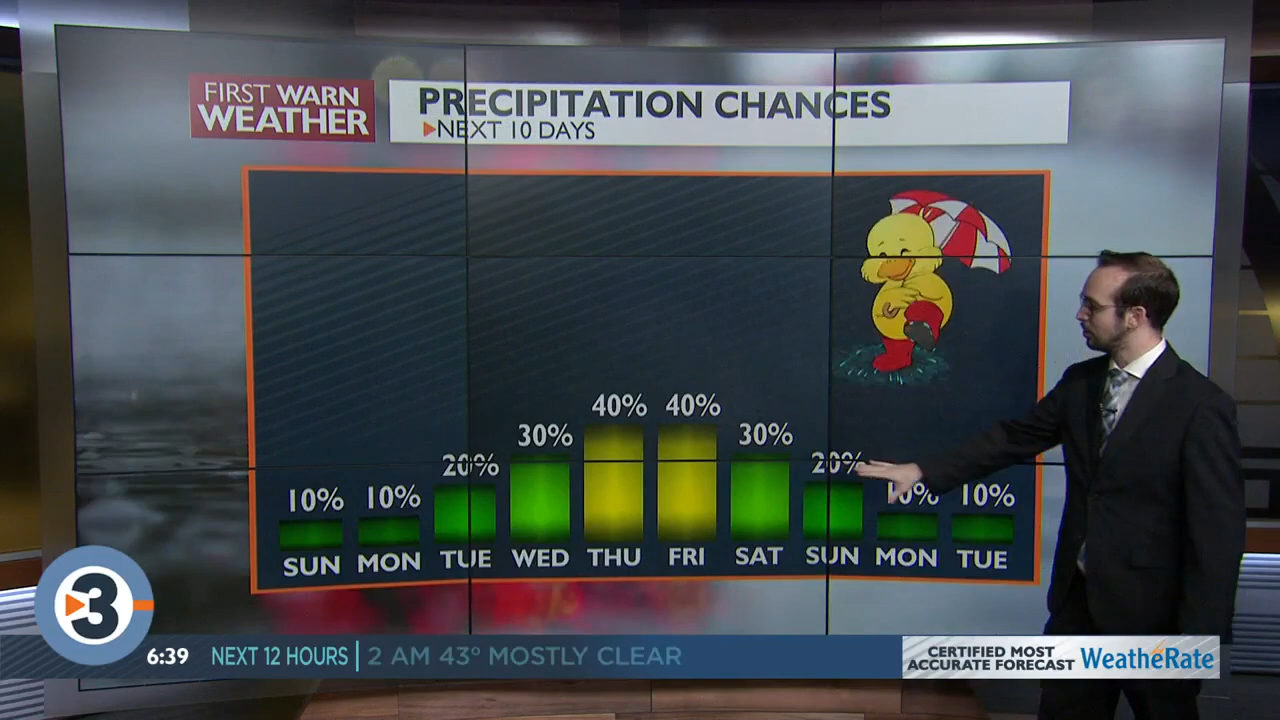 FIRST WARN
WEATHER
PRECIPITATION CHANCES
NEXT 10 DAYS
40% 40%
30% 30%
20% 20%
10% 10% 10% 10%
SUN MON TUE WED THU FRI SAT SUN MON TUE
3
6:39 NEXT 12 HOURS 2 AM 43° MOSTLY CLEAR
CERTIFIED MOST
ACCURATE FORECAST WeatheRate